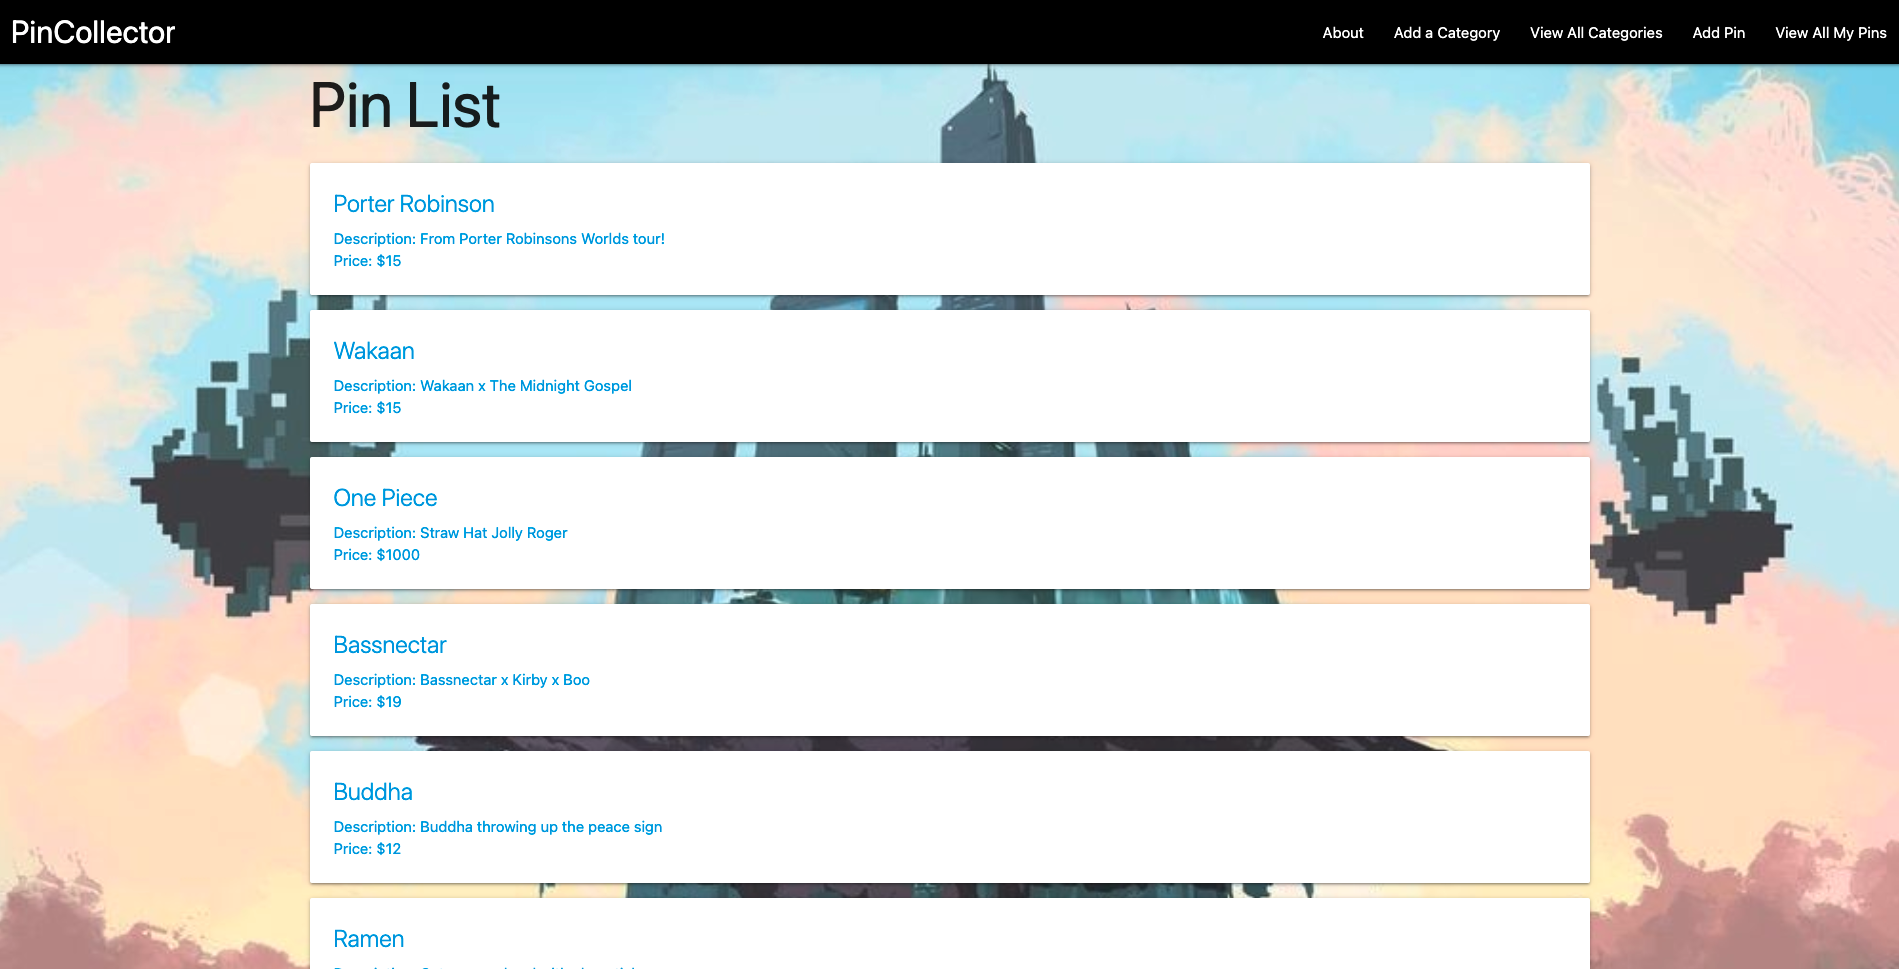 PinCollector
About
Add a Category
View All Categories
Add Pin
View All My Pins
Pin List
Porter Robinson
Description: From Porter Robinsons Worlds tour!
Price: $15
Wakaan
Description: Wakaan x The Midnight Gospel
Price: $15
One Piece
Description: Straw Hat Jolly Roger
Price: $1000
Bassnectar
Description: Bassnectar x Kirby x Boo
Price: $19
Buddha
Description: Buddha throwing up the peace sign
Price: $12
Ramen